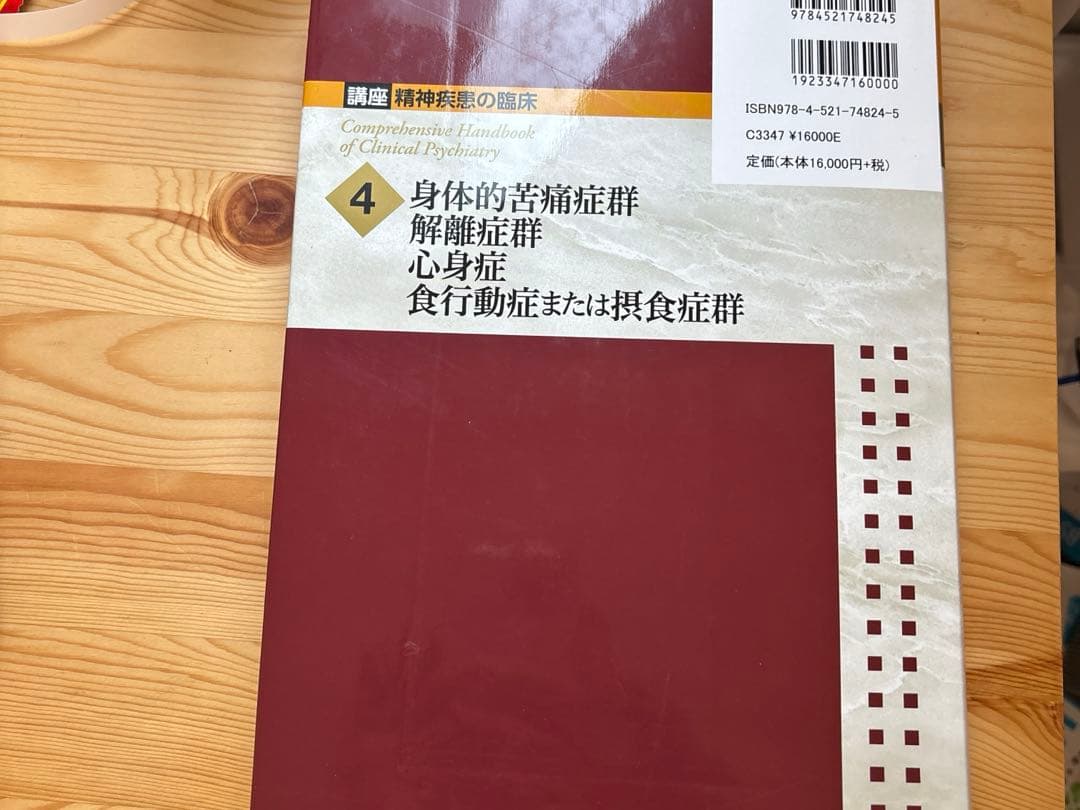 9784521748245
1923347160000
ISBN978-4-521-74824-5
C3347 ¥16000E
定価(本体16,000円+税)
講座 精神疾患の臨床
Comprehensive Handbook
of Clinical Psychiatry
4 身体的苦痛症群
解離症群
心身症
食行動症または摂食症群